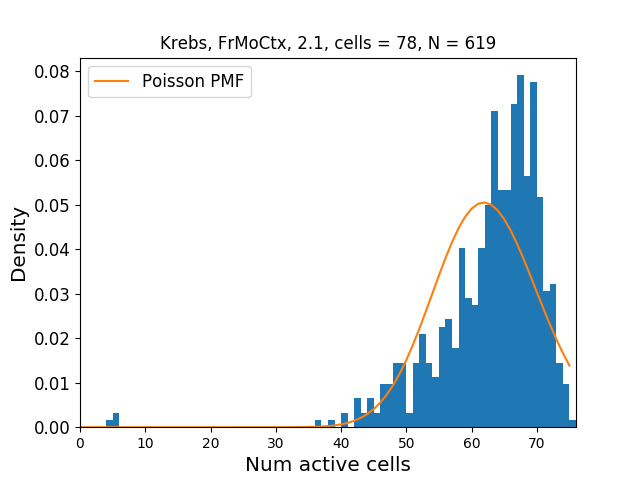 Krebs, FrMoCtx, 2.1, cells = 78, N = 619
Poisson PMF
Density
0.08
0.07
0.06
0.05
0.04
0.03
0.02
0.01
0.00
0 10 20 30 40 50 60 70
Num active cells